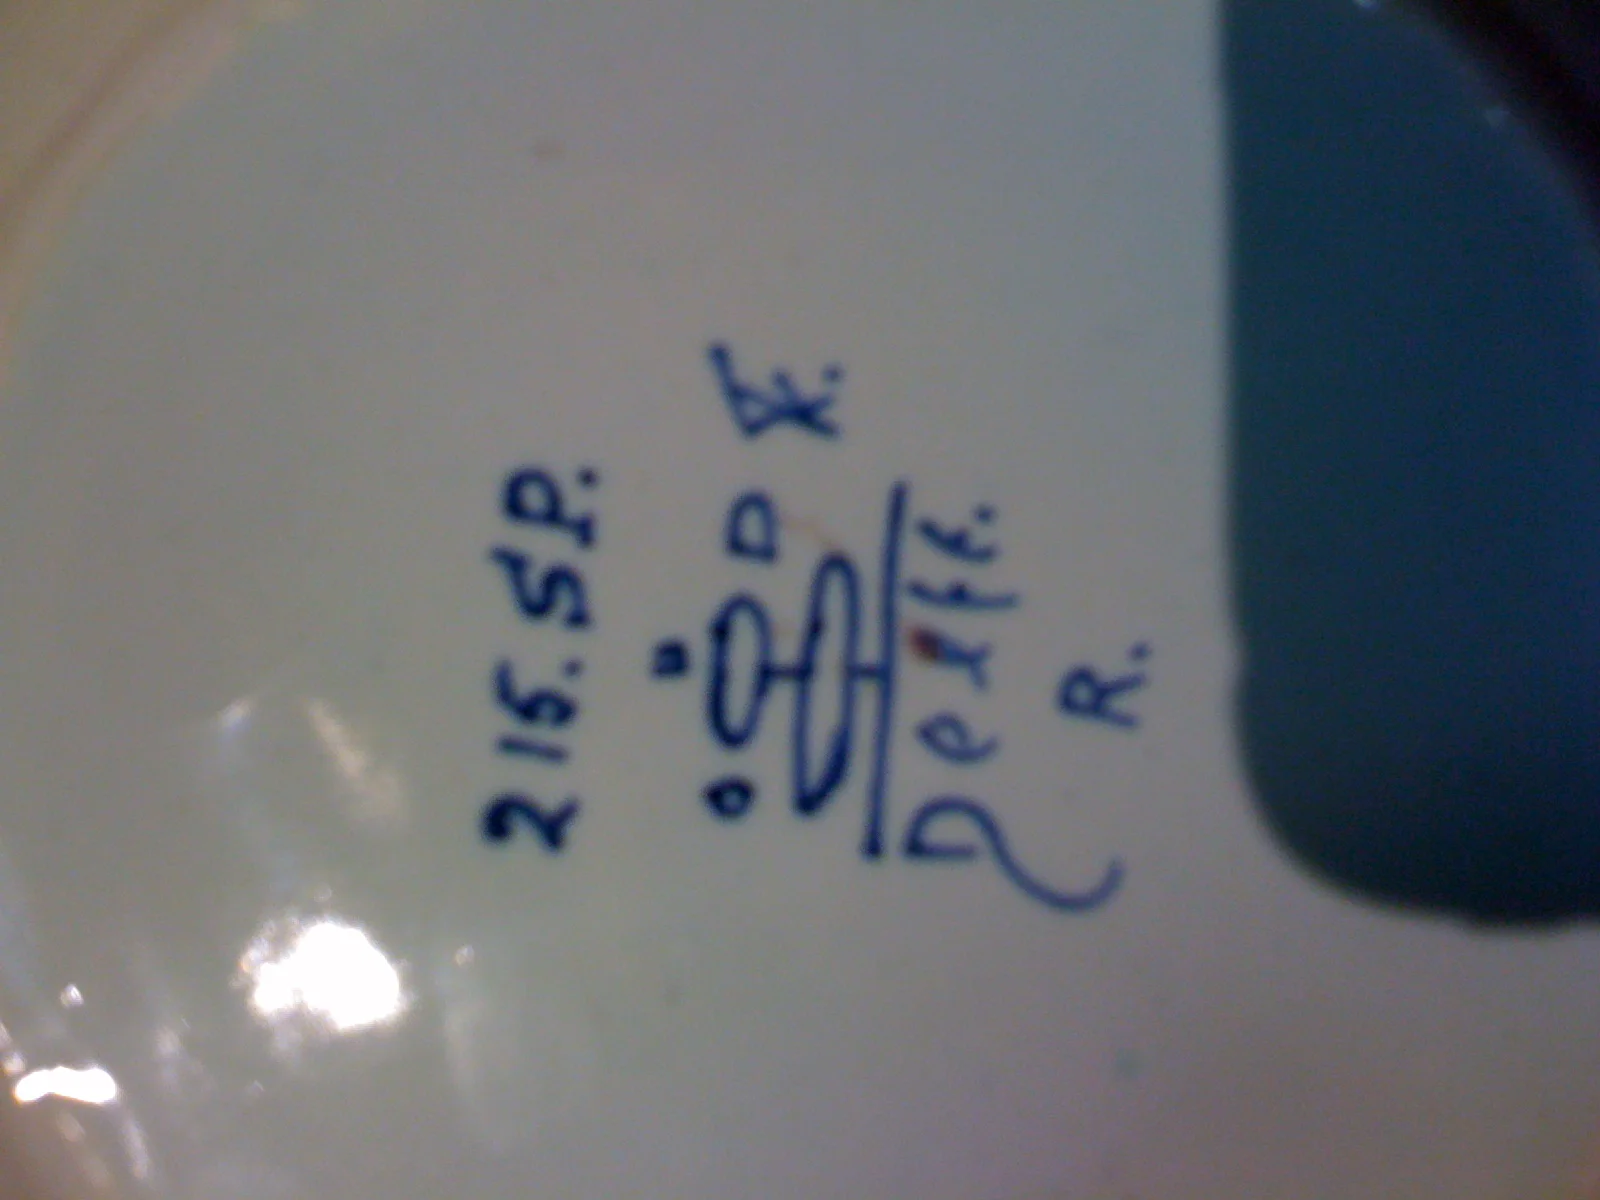 215. SP.
D
Delft.
R.